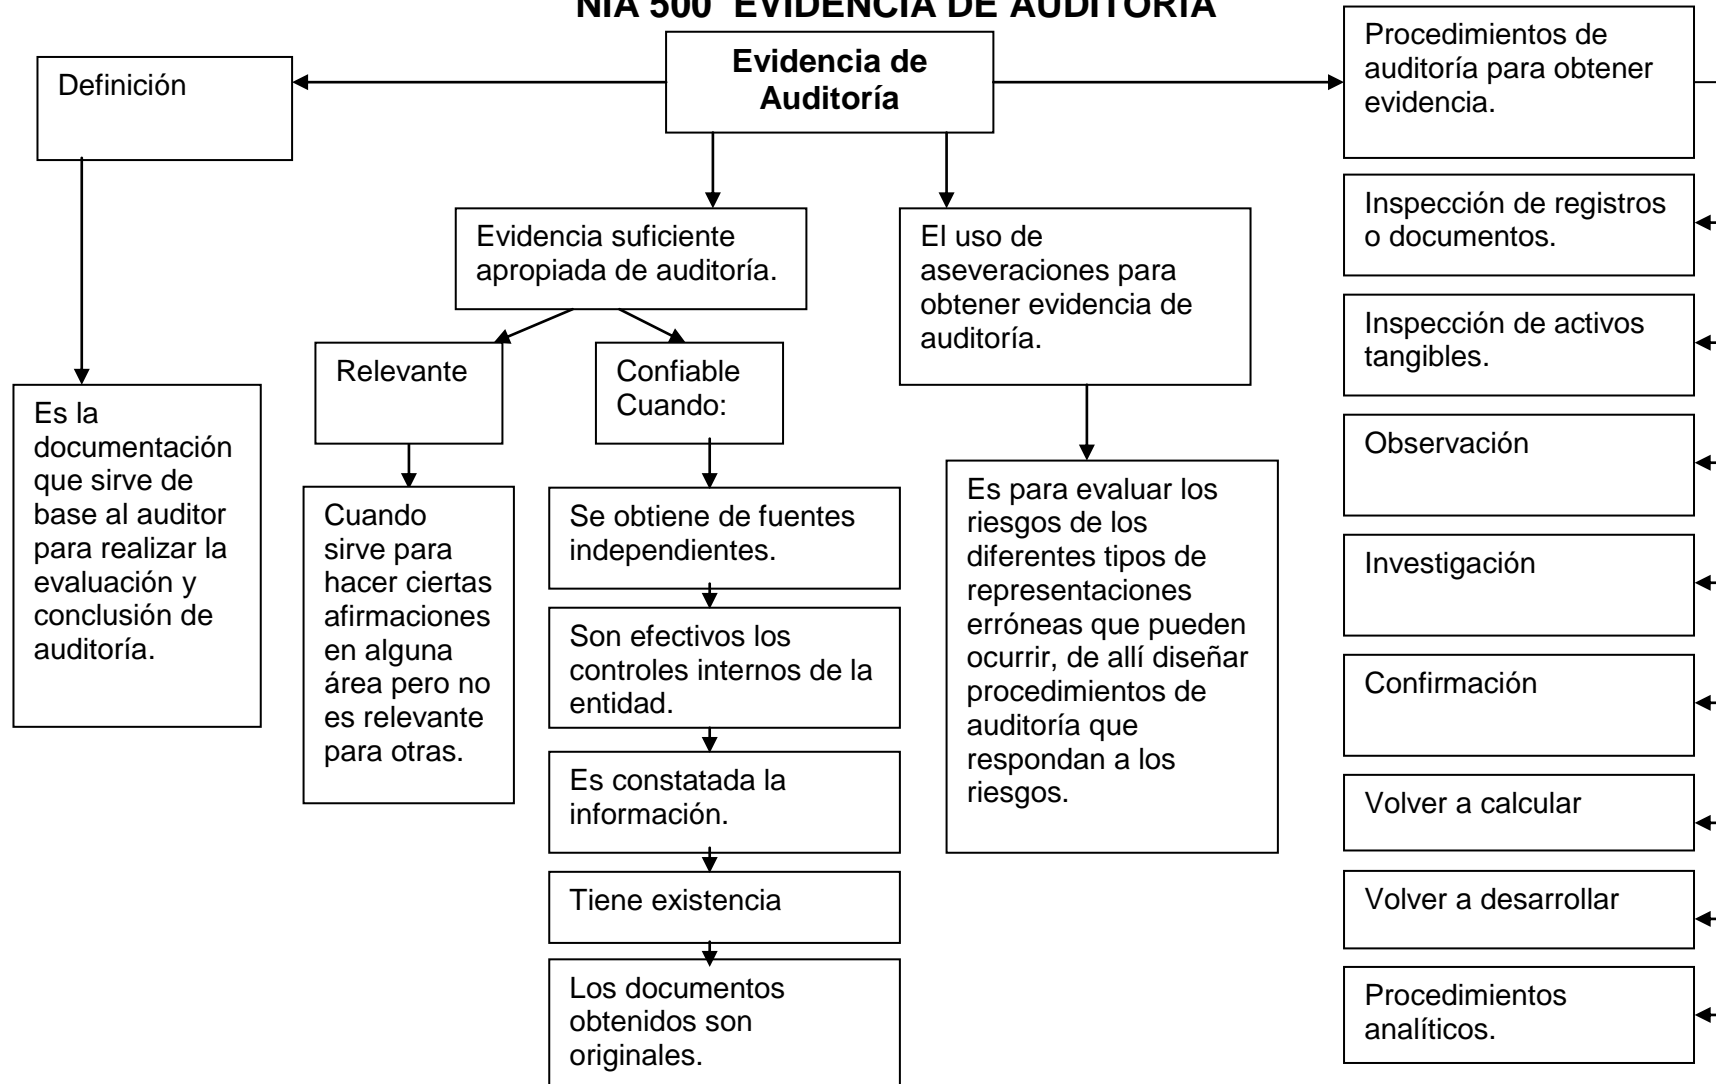 NIA 500 EVIDENCIA DE AUDITORÍA
Evidencia de
Auditoría
Definición
Es la
documentación
que sirve de
base al auditor
para realizar la
evaluación y
conclusión de
auditoría.
Evidencia suficiente
apropiada de auditoría.
Relevante
Cuando
sirve para
hacer ciertas
afirmaciones
en alguna
área pero no
es relevante
para otras.
Confiable
Cuando:
Se obtiene de fuentes
independientes.
Son efectivos los
controles internos de la
entidad.
Es constatada la
información.
Tiene existencia
Los documentos
obtenidos son
originales.
El uso de
aseveraciones para
obtener evidencia de
auditoría.
Es para evaluar los
riesgos de los
diferentes tipos de
representaciones
erróneas que pueden
ocurrir, de allí diseñar
procedimientos de
auditoría que
respondan a los
riesgos.
Procedimientos de
auditoría para obtener
evidencia.
Inspección de registros
o documentos.
Inspección de activos
tangibles.
Observación
Investigación
Confirmación
Volver a calcular
Volver a desarrollar
Procedimientos
analíticos.